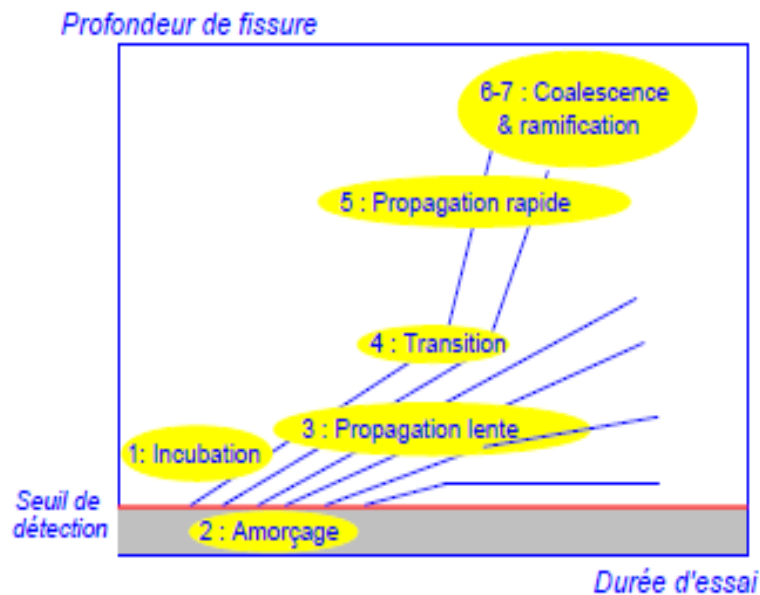 Profondeur de fissure
6-7 : Coalescence
& ramification
5 : Propagation rapide
4 : Transition
3 : Propagation lente
1: Incubation
Seuil de
détection
2 : Amorçage
Durée d'essai